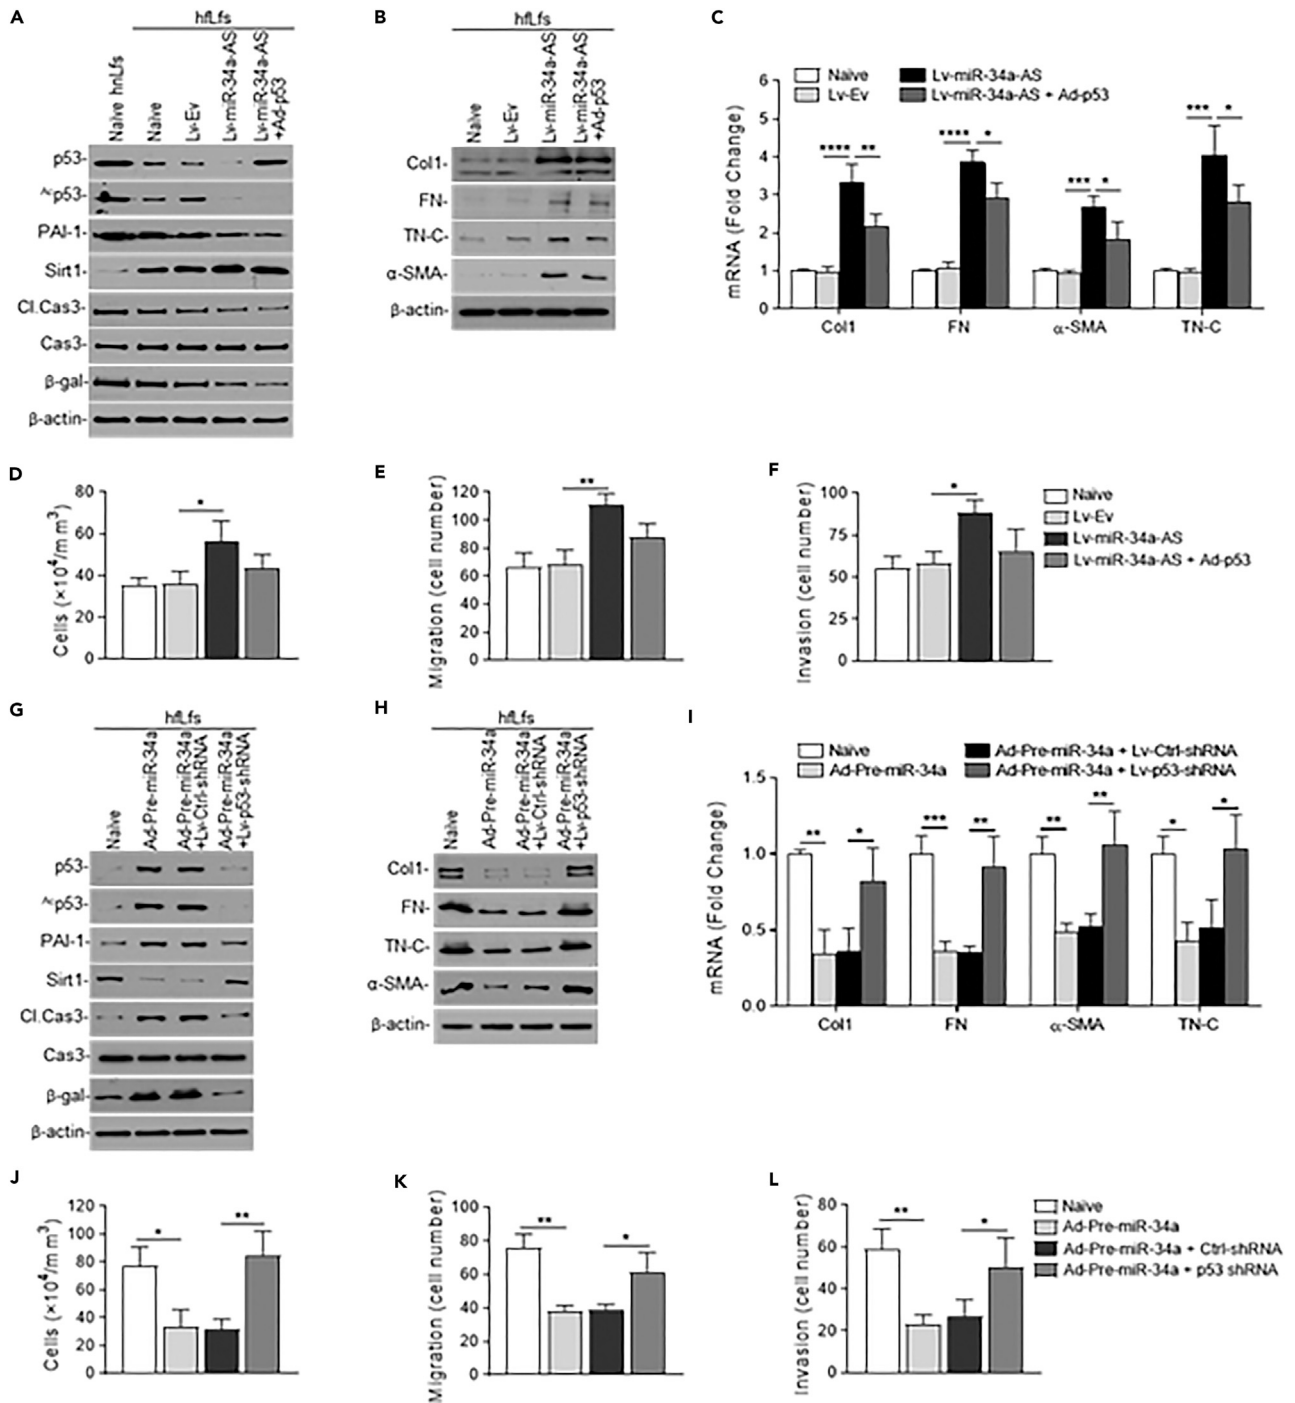 A
hfLfs
Naive hnLfs
Naive
Lv-Ev
Lv-miR-34a-AS
Lv-miR-34a-AS
+Ad-p53
p53-
Acp53-
PAI-1-
Sirt1-
Cl.Cas3-
Cas3-
β-gal-
β-actin-
B
hfLfs
Naive
Lv-Ev
Lv-miR-34a-AS
Lv-miR-34a-AS
+Ad-p53
Col1-
FN-
TN-C-
α-SMA-
β-actin-
C
Naive
Lv-Ev
Lv-miR-34a-AS
Lv-miR-34a-AS + Ad-p53
mRNA (Fold Change)
6
5
4
3
2
1
0
**** **
**** *
*** *
*** *
Col1 FN α-SMA TN-C
D
Cells (×10⁴/mm³)
80
60
40
20
0
*
E
Migration (cell number)
120
100
80
60
40
20
0
**
F
Invasion (cell number)
100
75
50
25
0
*
Naive
Lv-Ev
Lv-miR-34a-AS
Lv-miR-34a-AS + Ad-p53
G
hfLfs
Naive
Ad-Pre-miR-34a
Ad-Pre-miR-34a
+Lv-Ctrl-shRNA
Ad-Pre-miR-34a
+Lv-p53-shRNA
p53-
Acp53-
PAI-1-
Sirt1-
Cl.Cas3-
Cas3-
β-gal-
β-actin-
H
hfLfs
Naive
Ad-Pre-miR-34a
Ad-Pre-miR-34a
+Lv-Ctrl-shRNA
Ad-Pre-miR-34a
+Lv-p53-shRNA
Col1-
FN-
TN-C-
α-SMA-
β-actin-
I
Naive
Ad-Pre-miR-34a
Ad-Pre-miR-34a + Lv-Ctrl-shRNA
Ad-Pre-miR-34a + Lv-p53-shRNA
mRNA (Fold Change)
1.5
1.0
0.5
0.0
** *
*** **
** **
* *
Col1 FN α-SMA TN-C
J
Cells (×10⁴/mm³)
120
100
80
60
40
20
0
* **
K
Migration (cell number)
100
80
60
40
20
0
** *
L
Invasion (cell number)
80
60
40
20
0
** *
Naive
Ad-Pre-miR-34a
Ad-Pre-miR-34a + Ctrl-shRNA
Ad-Pre-miR-34a + p53 shRNA